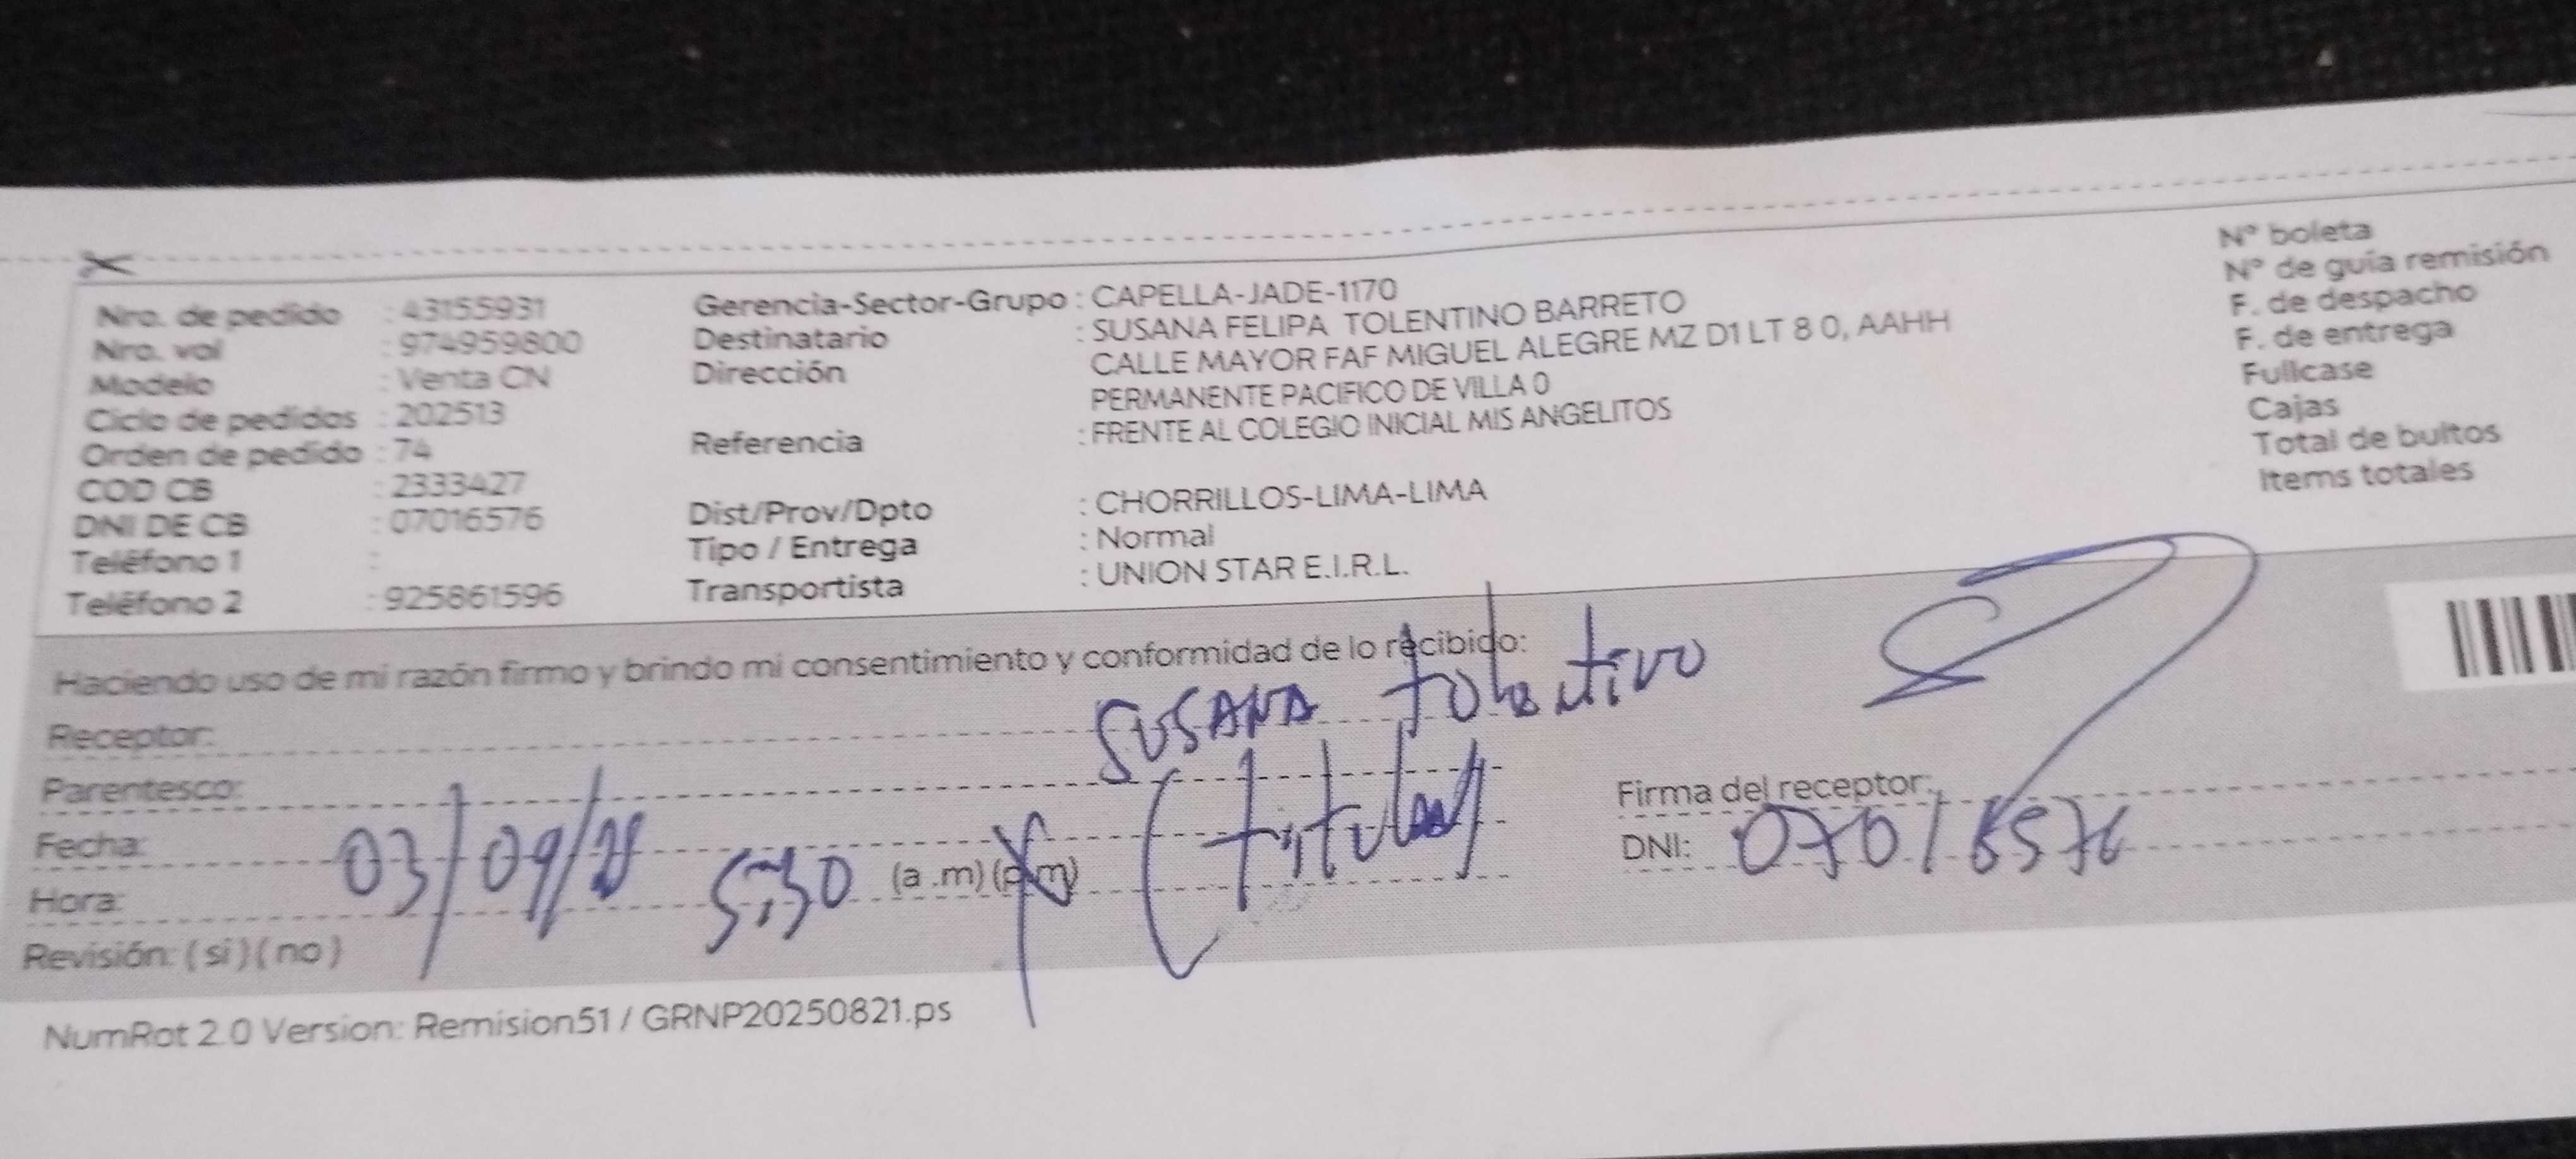 Nro. de pedido : 43155931
Nro. val : 974959800
Modelo : Venta CN
Ciclo de pedidos : 202513
Orden de pedido : 74
COD CB : 2333427
DNI DE CB : 07016576
Teléfono 1 :
Teléfono 2 : 925861596
Gerencia-Sector-Grupo : CAPELLA-JADE-1170
Destinatario : SUSANA FELIPA TOLENTINO BARRETO
Dirección CALLE MAYOR FAF MIGUEL ALEGRE MZ D1 LT 8 0, AAHH
PERMANENTE PACIFICO DE VILLA 0
Referencia : FRENTE AL COLEGIO INICIAL MIS ANGELITOS
Dist/Prov/Dpto : CHORRILLOS-LIMA-LIMA
Tipo / Entrega : Normal
Transportista : UNION STAR E.I.R.L.
N° boleta
N° de guía remisión
F. de despacho
F. de entrega
Fullcase
Cajas
Total de bultos
Items totales
Haciendo uso de mi razón firmo y brindo mi consentimiento y conformidad de lo recibido:
Receptor: SUSANA tolentino
Parentesco: (titular)
Fecha: 03/09/
Hora: 5:30 (a .m) (p.m)
Revisión: ( si ) ( no )
Firma del receptor:
DNI: 07016576
NumRot 2.0 Version: Remision51 / GRNP20250821.ps